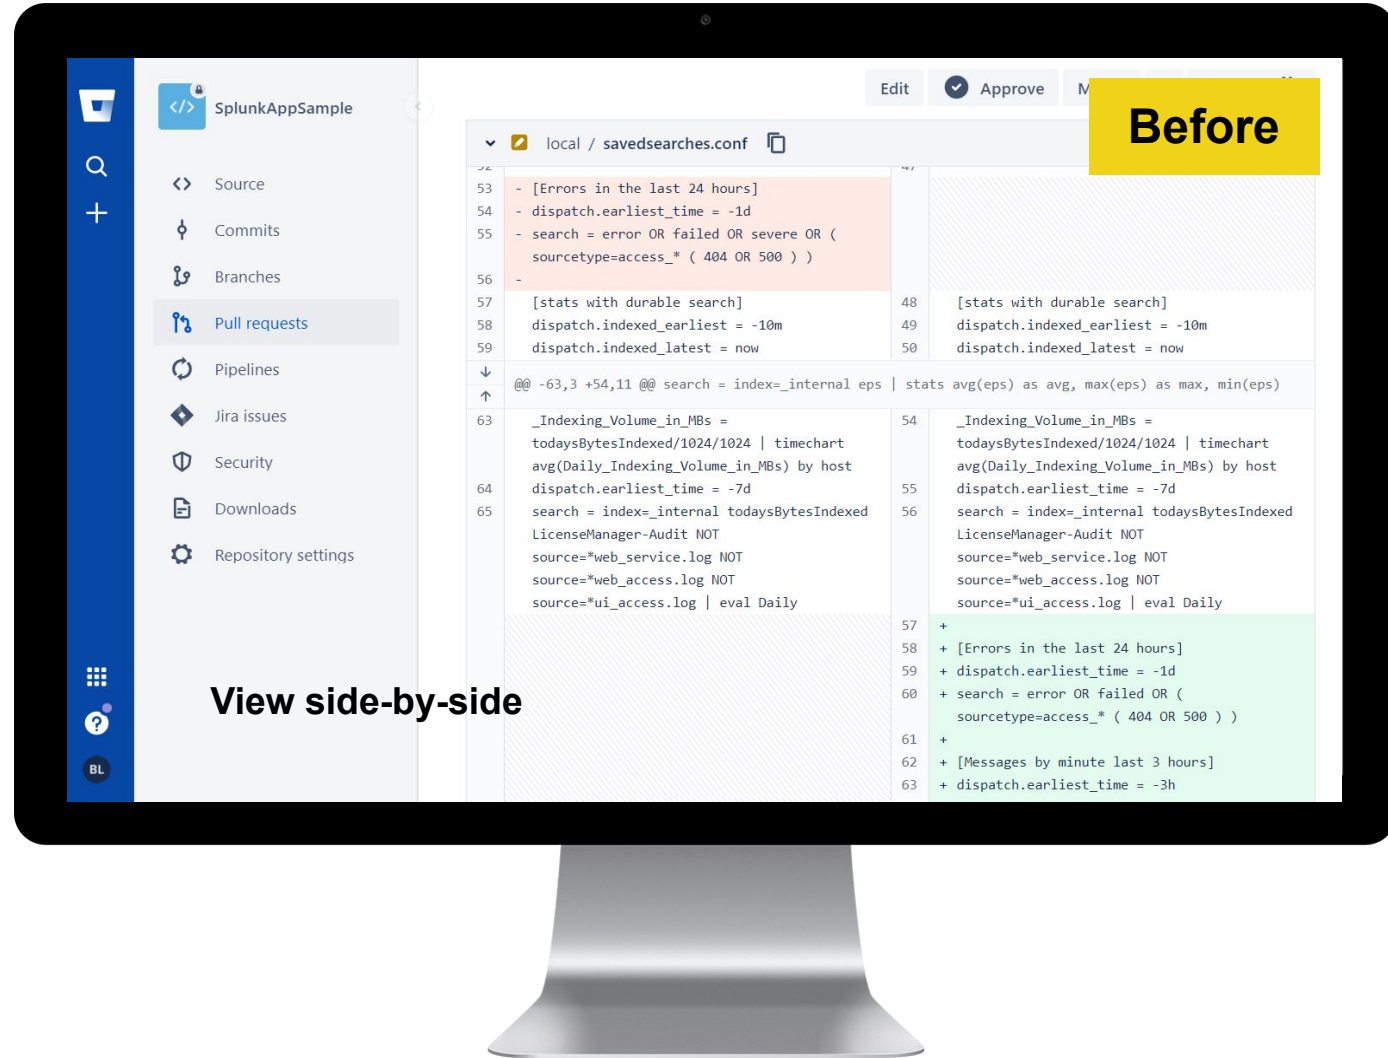 Edit
Approve
Before
SplunkAppSample
local / savedsearches.conf
Source
Commits
Branches
Pull requests
Pipelines
Jira issues
Security
Downloads
Repository settings
BL
View side-by-side
53 - [Errors in the last 24 hours]
54 - dispatch.earliest_time = -1d
55 - search = error OR failed OR severe OR (
sourcetype=access_* ( 404 OR 500 ) )
56 -
57 [stats with durable search]
58 dispatch.indexed_earliest = -10m
59 dispatch.indexed_latest = now
48 [stats with durable search]
49 dispatch.indexed_earliest = -10m
50 dispatch.indexed_latest = now
@@ -63,3 +54,11 @@ search = index=_internal eps | stats avg(eps) as avg, max(eps) as max, min(eps)
63 _Indexing_Volume_in_MBs =
todaysBytesIndexed/1024/1024 | timechart
avg(Daily_Indexing_Volume_in_MBs) by host
64 dispatch.earliest_time = -7d
65 search = index=_internal todaysBytesIndexed
LicenseManager-Audit NOT
source=*web_service.log NOT
source=*web_access.log NOT
source=*ui_access.log | eval Daily
54 _Indexing_Volume_in_MBs =
todaysBytesIndexed/1024/1024 | timechart
avg(Daily_Indexing_Volume_in_MBs) by host
55 dispatch.earliest_time = -7d
56 search = index=_internal todaysBytesIndexed
LicenseManager-Audit NOT
source=*web_service.log NOT
source=*web_access.log NOT
source=*ui_access.log | eval Daily
57 +
58 + [Errors in the last 24 hours]
59 + dispatch.earliest_time = -1d
60 + search = error OR failed OR (
sourcetype=access_* ( 404 OR 500 ) )
61 +
62 + [Messages by minute last 3 hours]
63 + dispatch.earliest_time = -3h